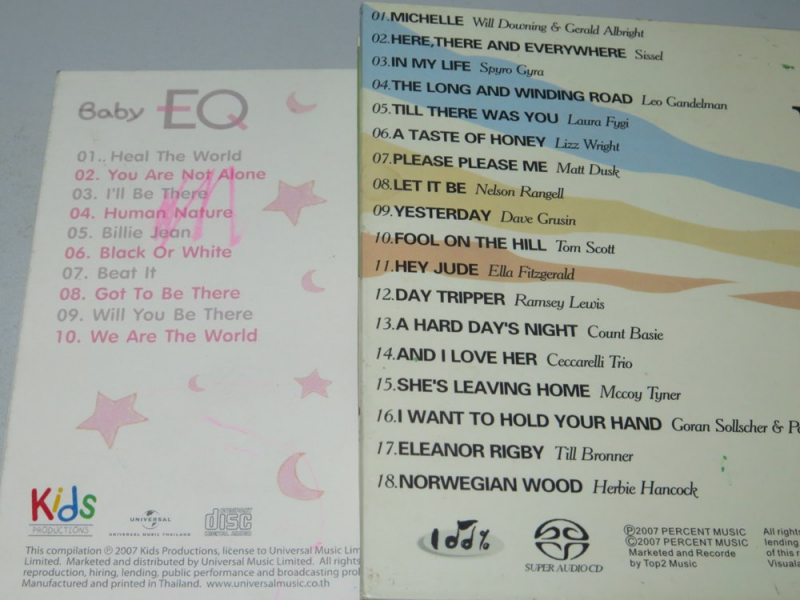 Baby EQ
01.. Heal The World
02. You Are Not Alone
03. I'll Be There
04. Human Nature
05. Billie Jean
06. Black Or White
07. Beat It
08. Got To Be There
09. Will You Be There
10. We Are The World
Kids
PRODUCTIONS
UNIVERSAL
UNIVERSAL MUSIC THAILAND
COMPACT
disc
DIGITAL AUDIO
This compilation ℗ 2007 Kids Productions, license to Universal Music Lim
Limited. Marketed and distributed by Universal Music Limited. All rights
reproduction, hiring, lending, public performance and broadcasting pro
Manufactured and printed in Thailand. www.universalmusic.co.th
01.MICHELLE Will Downing & Gerald Albright
02.HERE,THERE AND EVERYWHERE Sissel
03.IN MY LIFE Spyro Gyra
04.THE LONG AND WINDING ROAD Leo Gandelman
05.TILL THERE WAS YOU Laura Fygi
06.A TASTE OF HONEY Lizz Wright
07.PLEASE PLEASE ME Matt Dusk
08.LET IT BE Nelson Rangell
09.YESTERDAY Dave Grusin
10.FOOL ON THE HILL Tom Scott
11.HEY JUDE Ella Fitzgerald
12.DAY TRIPPER Ramsey Lewis
13.A HARD DAY'S NIGHT Count Basie
14.AND I LOVE HER Ceccarelli Trio
15.SHE'S LEAVING HOME Mccoy Tyner
16.I WANT TO HOLD YOUR HAND Goran Sollscher & P
17.ELEANOR RIGBY Till Bronner
18.NORWEGIAN WOOD Herbie Hancock
100%
SUPER AUDIO CD
℗2007 PERCENT MUSIC
©2007 PERCENT MUSIC
Marketed and Recorde
by Top2 Music
All rights
lending
of this r
Visuala